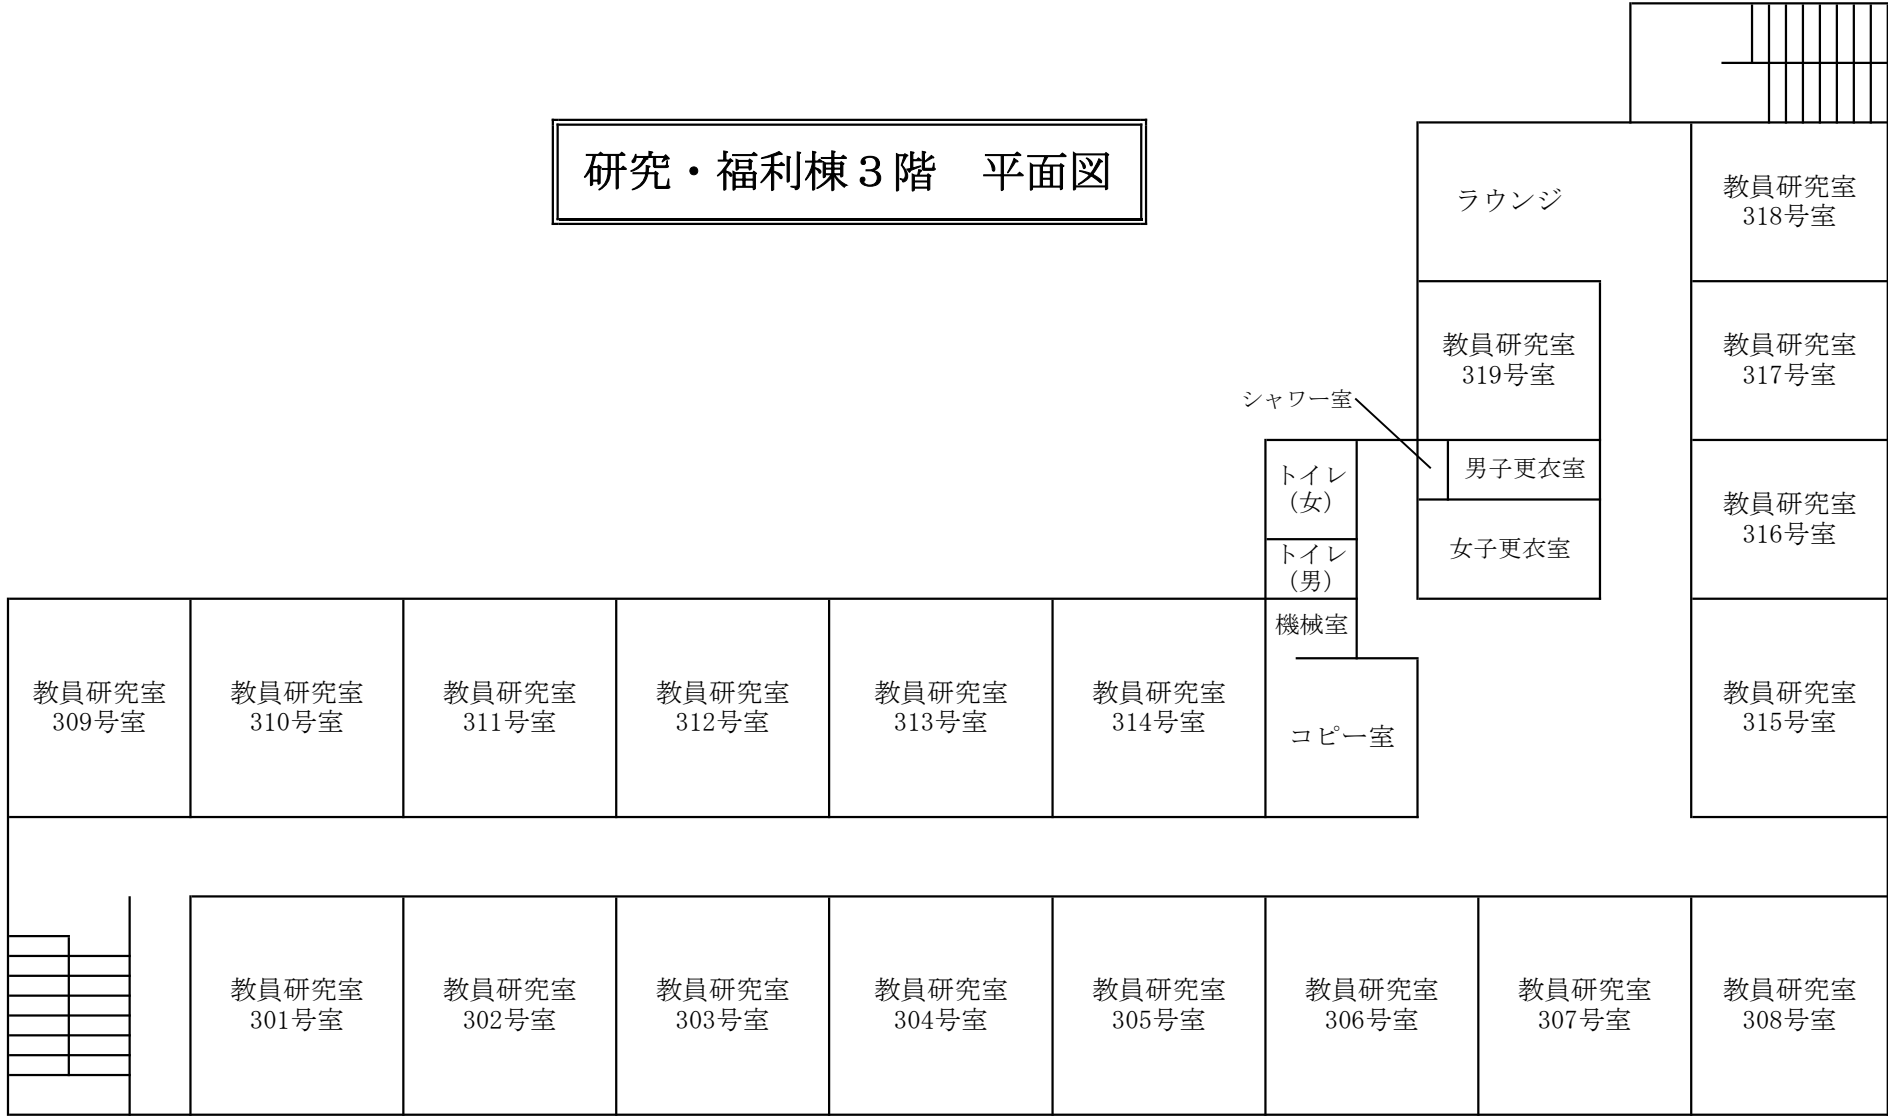 研究・福利棟３階　平面図
ラウンジ
教員研究室
318号室
教員研究室
319号室
教員研究室
317号室
シャワー室
トイレ
（女）
男子更衣室
教員研究室
316号室
トイレ
（男）
女子更衣室
機械室
教員研究室
309号室
教員研究室
310号室
教員研究室
311号室
教員研究室
312号室
教員研究室
313号室
教員研究室
314号室
コピー室
教員研究室
315号室
教員研究室
301号室
教員研究室
302号室
教員研究室
303号室
教員研究室
304号室
教員研究室
305号室
教員研究室
306号室
教員研究室
307号室
教員研究室
308号室